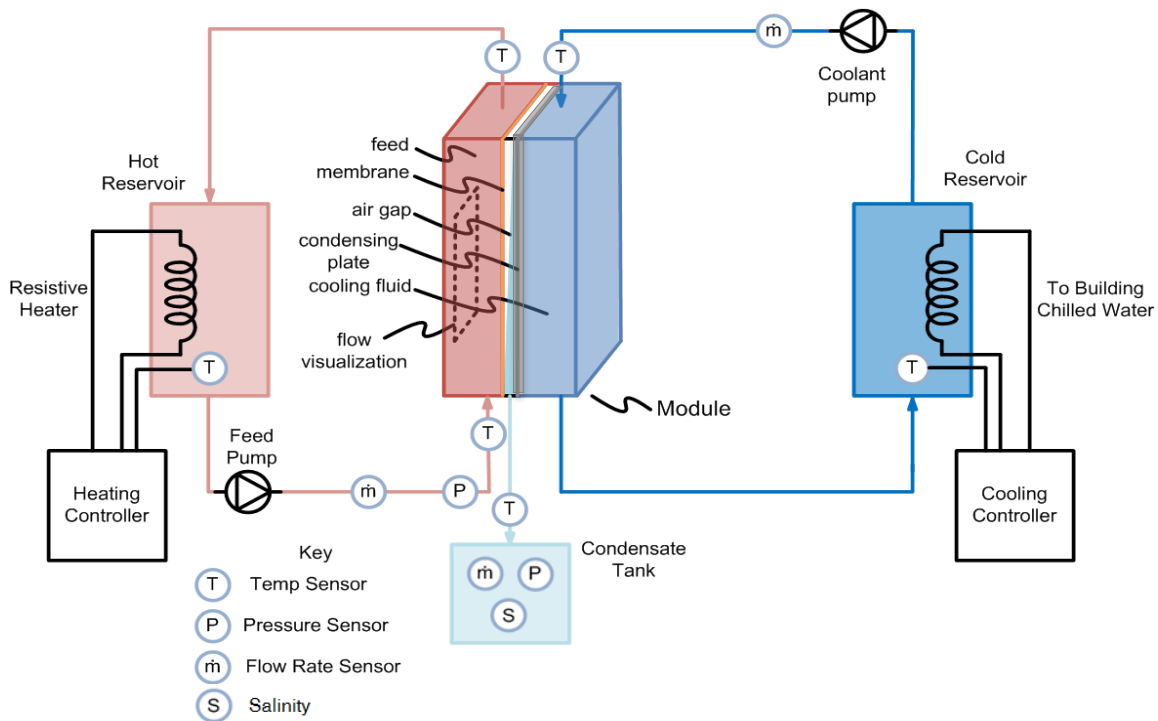 T
T
ṁ
Coolant
pump
Hot
Reservoir
feed
membrane
air gap
condensing
plate
cooling fluid
flow
visualization
Cold
Reservoir
Resistive
Heater
To Building
Chilled Water
T
T
Module
Feed
Pump
T
Heating
Controller
ṁ
P
T
Cooling
Controller
Condensate
Tank
ṁ
P
S
Key
T Temp Sensor
P Pressure Sensor
ṁ Flow Rate Sensor
S Salinity